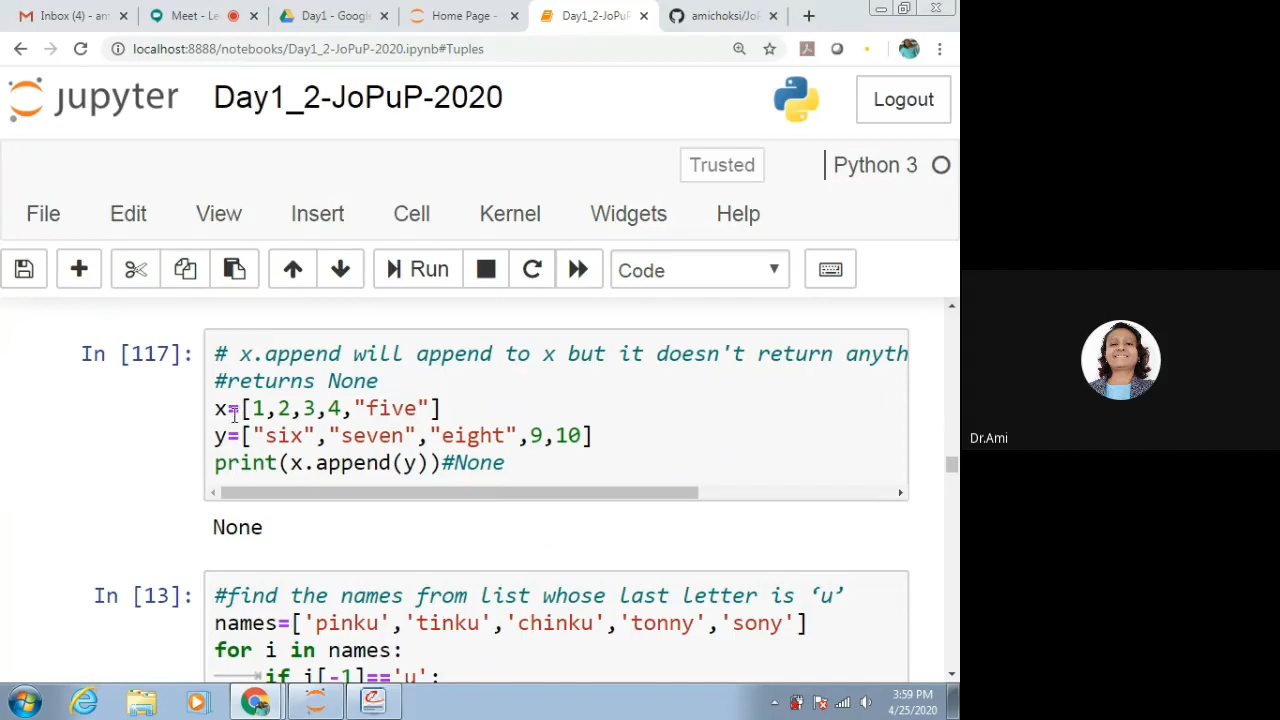 Inbox (4) - am
Meet - Le
Day1 - Google
Home Page -
Day1_2-JoPuP
amichoksi/JoP
localhost:8888/notebooks/Day1_2-JoPuP-2020.ipynb#Tuples
jupyter Day1_2-JoPuP-2020
Logout
Trusted
Python 3
File Edit View Insert Cell Kernel Widgets Help
Run
Code
In [117]:
# x.append will append to x but it doesn't return anyth
#returns None
x=[1,2,3,4,"five"]
y=["six","seven","eight",9,10]
print(x.append(y))#None
None
In [13]:
#find the names from list whose last letter is ‘u’
names=['pinku','tinku','chinku','tonny','sony']
for i in names:
if i[-1]=='u':
Dr.Ami
3:59 PM
4/25/2020